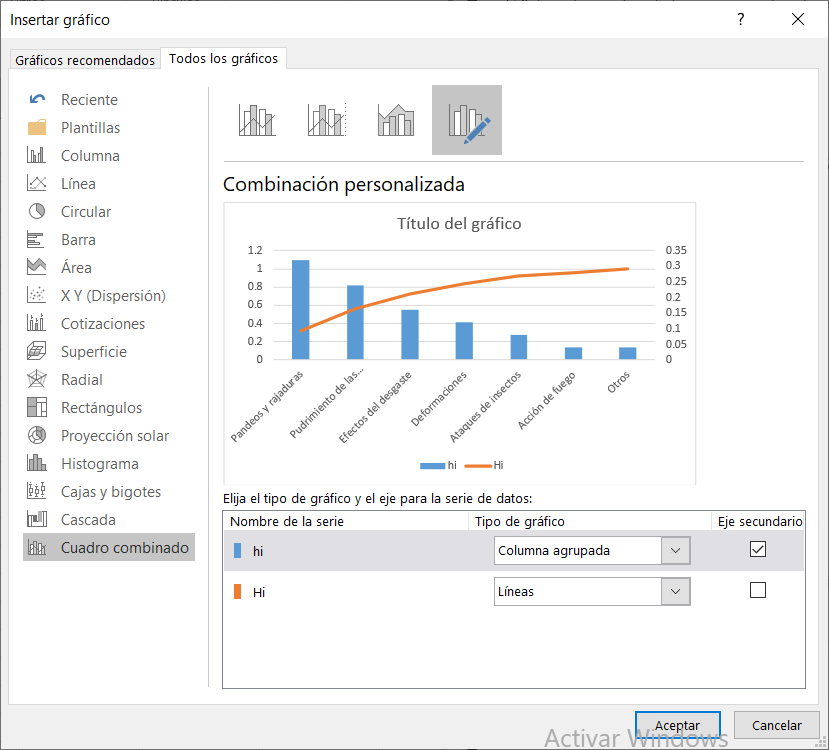 Insertar gráfico
?
Gráficos recomendados
Todos los gráficos
Reciente
Plantillas
Columna
Línea
Circular
Barra
Área
X Y (Dispersión)
Cotizaciones
Superficie
Radial
Rectángulos
Proyección solar
Histograma
Cajas y bigotes
Cascada
Cuadro combinado
Combinación personalizada
Título del gráfico
1.2
1
0.8
0.6
0.4
0.2
0
0.35
0.3
0.25
0.2
0.15
0.1
0.05
0
Pandeos y rajaduras
Pudrimiento de las...
Efectos del desgaste
Deformaciones
Ataques de insectos
Acción de fuego
Otros
hi Hi
Elija el tipo de gráfico y el eje para la serie de datos:
Nombre de la serie Tipo de gráfico Eje secundario
hi Columna agrupada
Hi Líneas
Aceptar Cancelar
Activar Windows